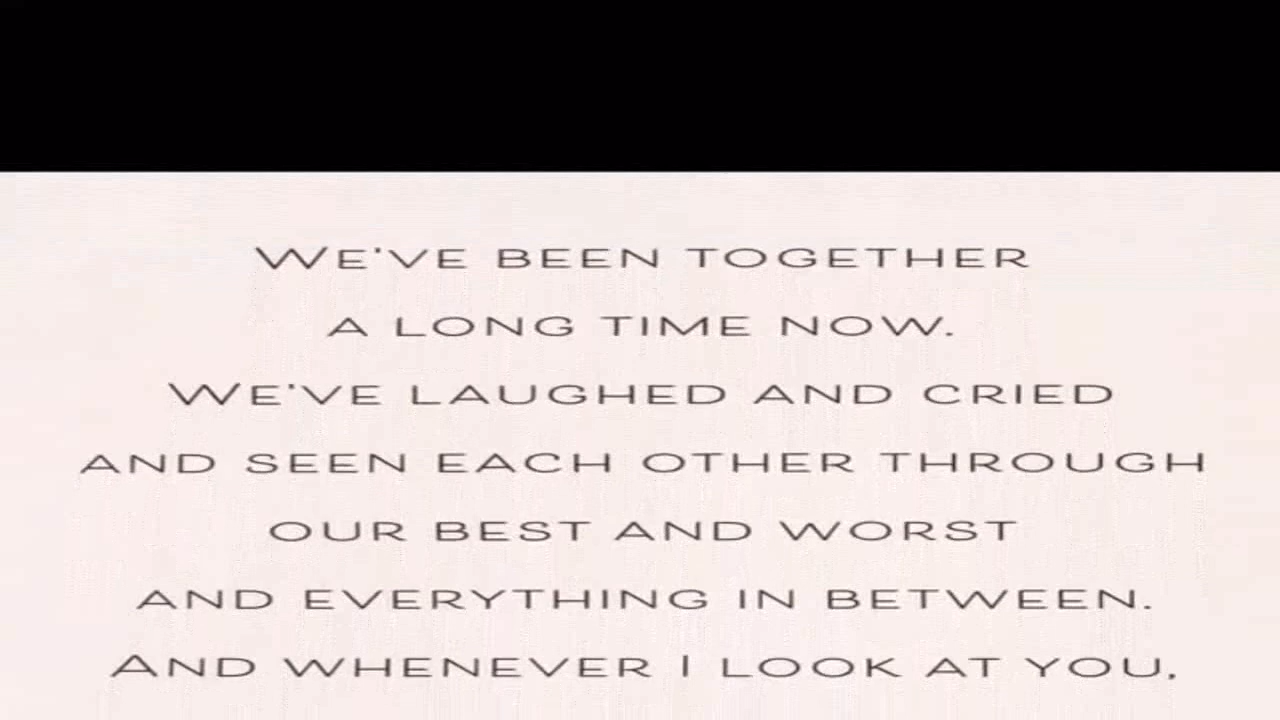 We've been together
a long time now.
We've laughed and cried
and seen each other through
our best and worst
and everything in between.
And whenever I look at you,